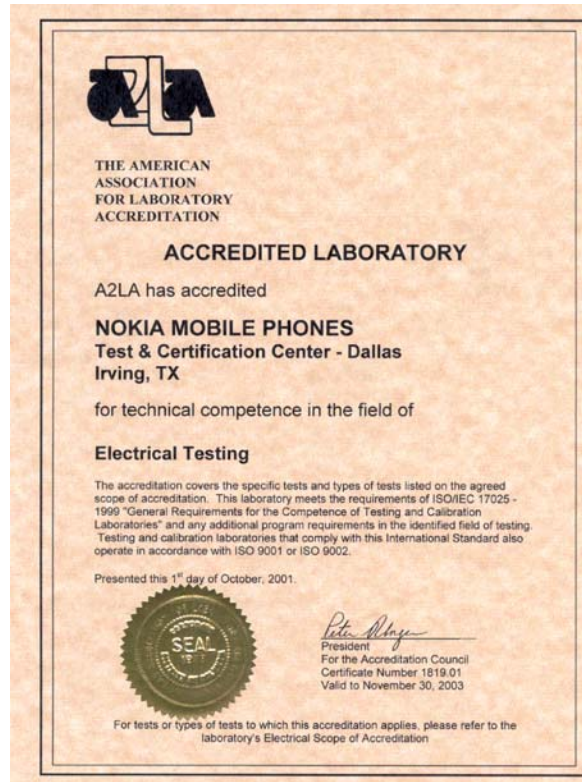 A2LA
THE AMERICAN
ASSOCIATION
FOR LABORATORY
ACCREDITATION
ACCREDITED LABORATORY
A2LA has accredited
NOKIA MOBILE PHONES
Test & Certification Center - Dallas
Irving, TX
for technical competence in the field of
Electrical Testing
The accreditation covers the specific tests and types of tests listed on the agreed
scope of accreditation. This laboratory meets the requirements of ISO/IEC 17025 -
1999 "General Requirements for the Competence of Testing and Calibration
Laboratories" and any additional program requirements in the identified field of testing.
Testing and calibration laboratories that comply with this International Standard also
operate in accordance with ISO 9001 or ISO 9002.
Presented this 1st day of October, 2001.
SEAL
President
For the Accreditation Council
Certificate Number 1819.01
Valid to November 30, 2003
For tests or types of tests to which this accreditation applies, please refer to the
laboratory's Electrical Scope of Accreditation